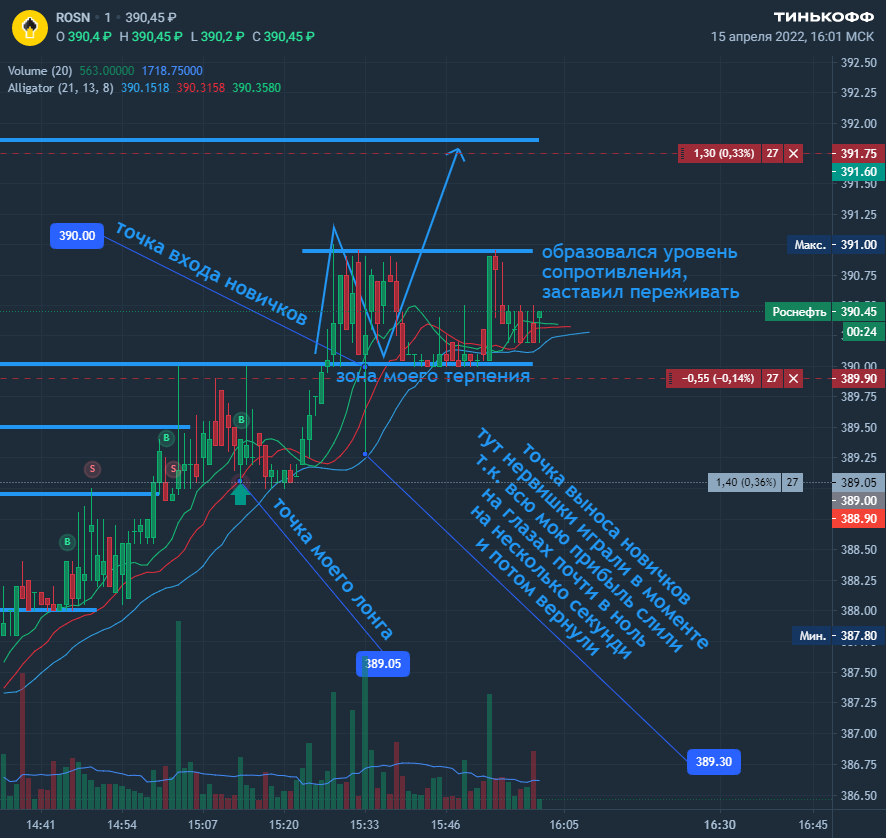 ROSN 1 390,45 ₽
ТИНЬКОФФ
O 390,4 ₽ H 390,45 ₽ L 390,2 ₽ C 390,45 ₽
15 апреля 2022, 16:01 МСК
Volume (20) 563.00000 1718.75000
Alligator (21, 13, 8) 390.1518 390.3158 390.3580
392.50
392.25
392.00
1,30 (0,33%) 27
391.75
391.60
391.50
391.25
390.00
точка входа новичков
образовался уровень
сопротивления,
заставил переживать
Макс. 391.00
390.75
Роснефть 390.45
00:24
390.00
зона моего терпения
−0,55 (−0,14%) 27
389.90
389.75
389.50
389.25
1,40 (0,36%) 27
389.05
389.00
388.90
388.50
388.25
388.00
Мин. 387.80
387.50
387.25
387.00
386.75
386.50
B
B
B
S
S
точка моего лонга
389.05
точка выноса новичков
тут нервишки играли в моменте
т.к. всю мою прибыль слили
на глазах почти в ноль
на несколько секунди
и потом вернули
389.30
14:41 14:54 15:07 15:20 15:33 15:46 16:05 16:30 16:45